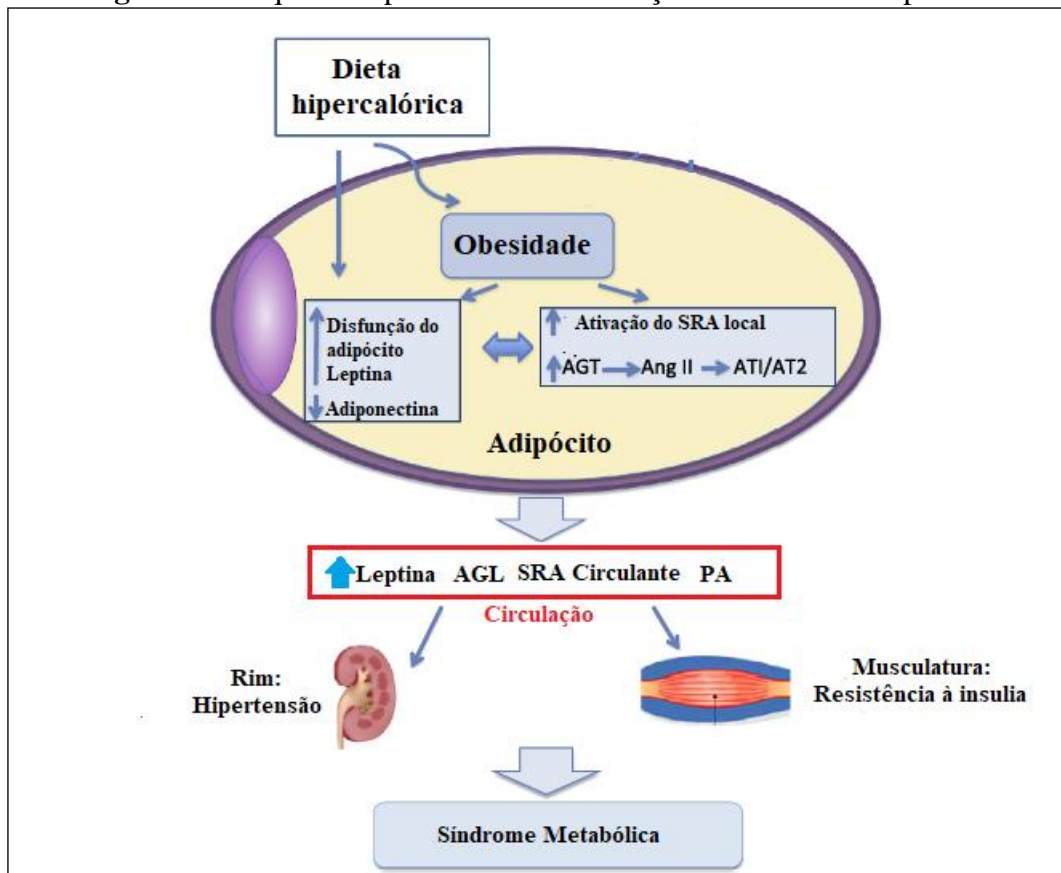 Dieta
hipercalórica
Obesidade
Disfunção do
adipócito
Leptina
Adiponectina
Ativação do SRA local
AGT Ang II ATI/AT2
Adipócito
Leptina AGL SRA Circulante PA
Circulação
Rim:
Hipertensão
Musculatura:
Resistência à insulia
Síndrome Metabólica